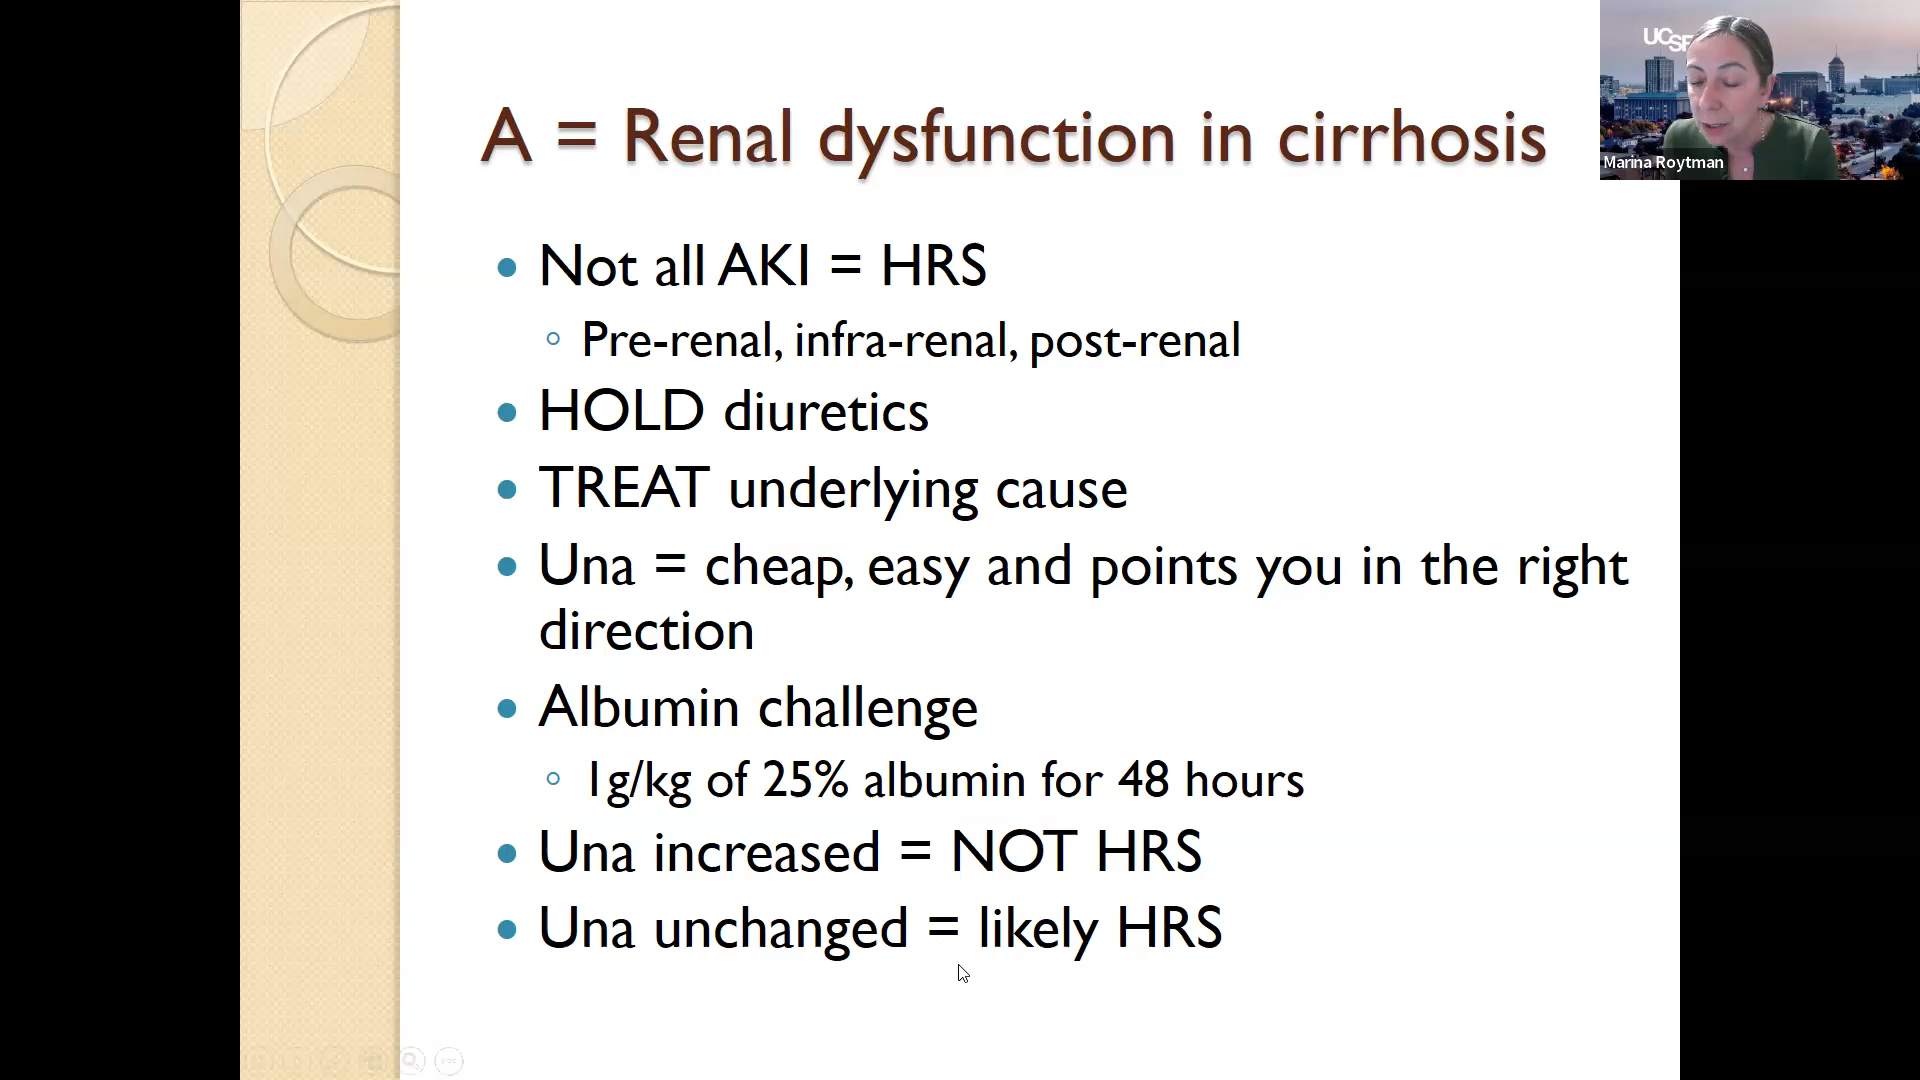 UCSF
Marina Roytman
A = Renal dysfunction in cirrhosis
• Not all AKI = HRS
◦ Pre-renal, infra-renal, post-renal
• HOLD diuretics
• TREAT underlying cause
• Una = cheap, easy and points you in the right
direction
• Albumin challenge
◦ 1g/kg of 25% albumin for 48 hours
• Una increased = NOT HRS
• Una unchanged = likely HRS